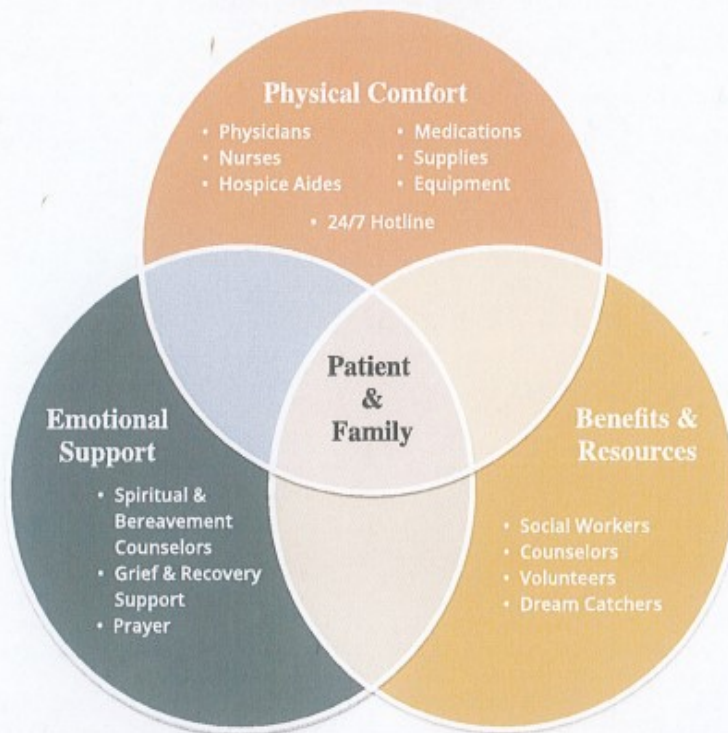 Physical Comfort
• Physicians
• Nurses
• Hospice Aides
• Medications
• Supplies
• Equipment
• 24/7 Hotline
Patient
&
Family
Emotional
Support
• Spiritual &
Bereavement
Counselors
• Grief & Recovery
Support
• Prayer
Benefits &
Resources
• Social Workers
• Counselors
• Volunteers
• Dream Catchers